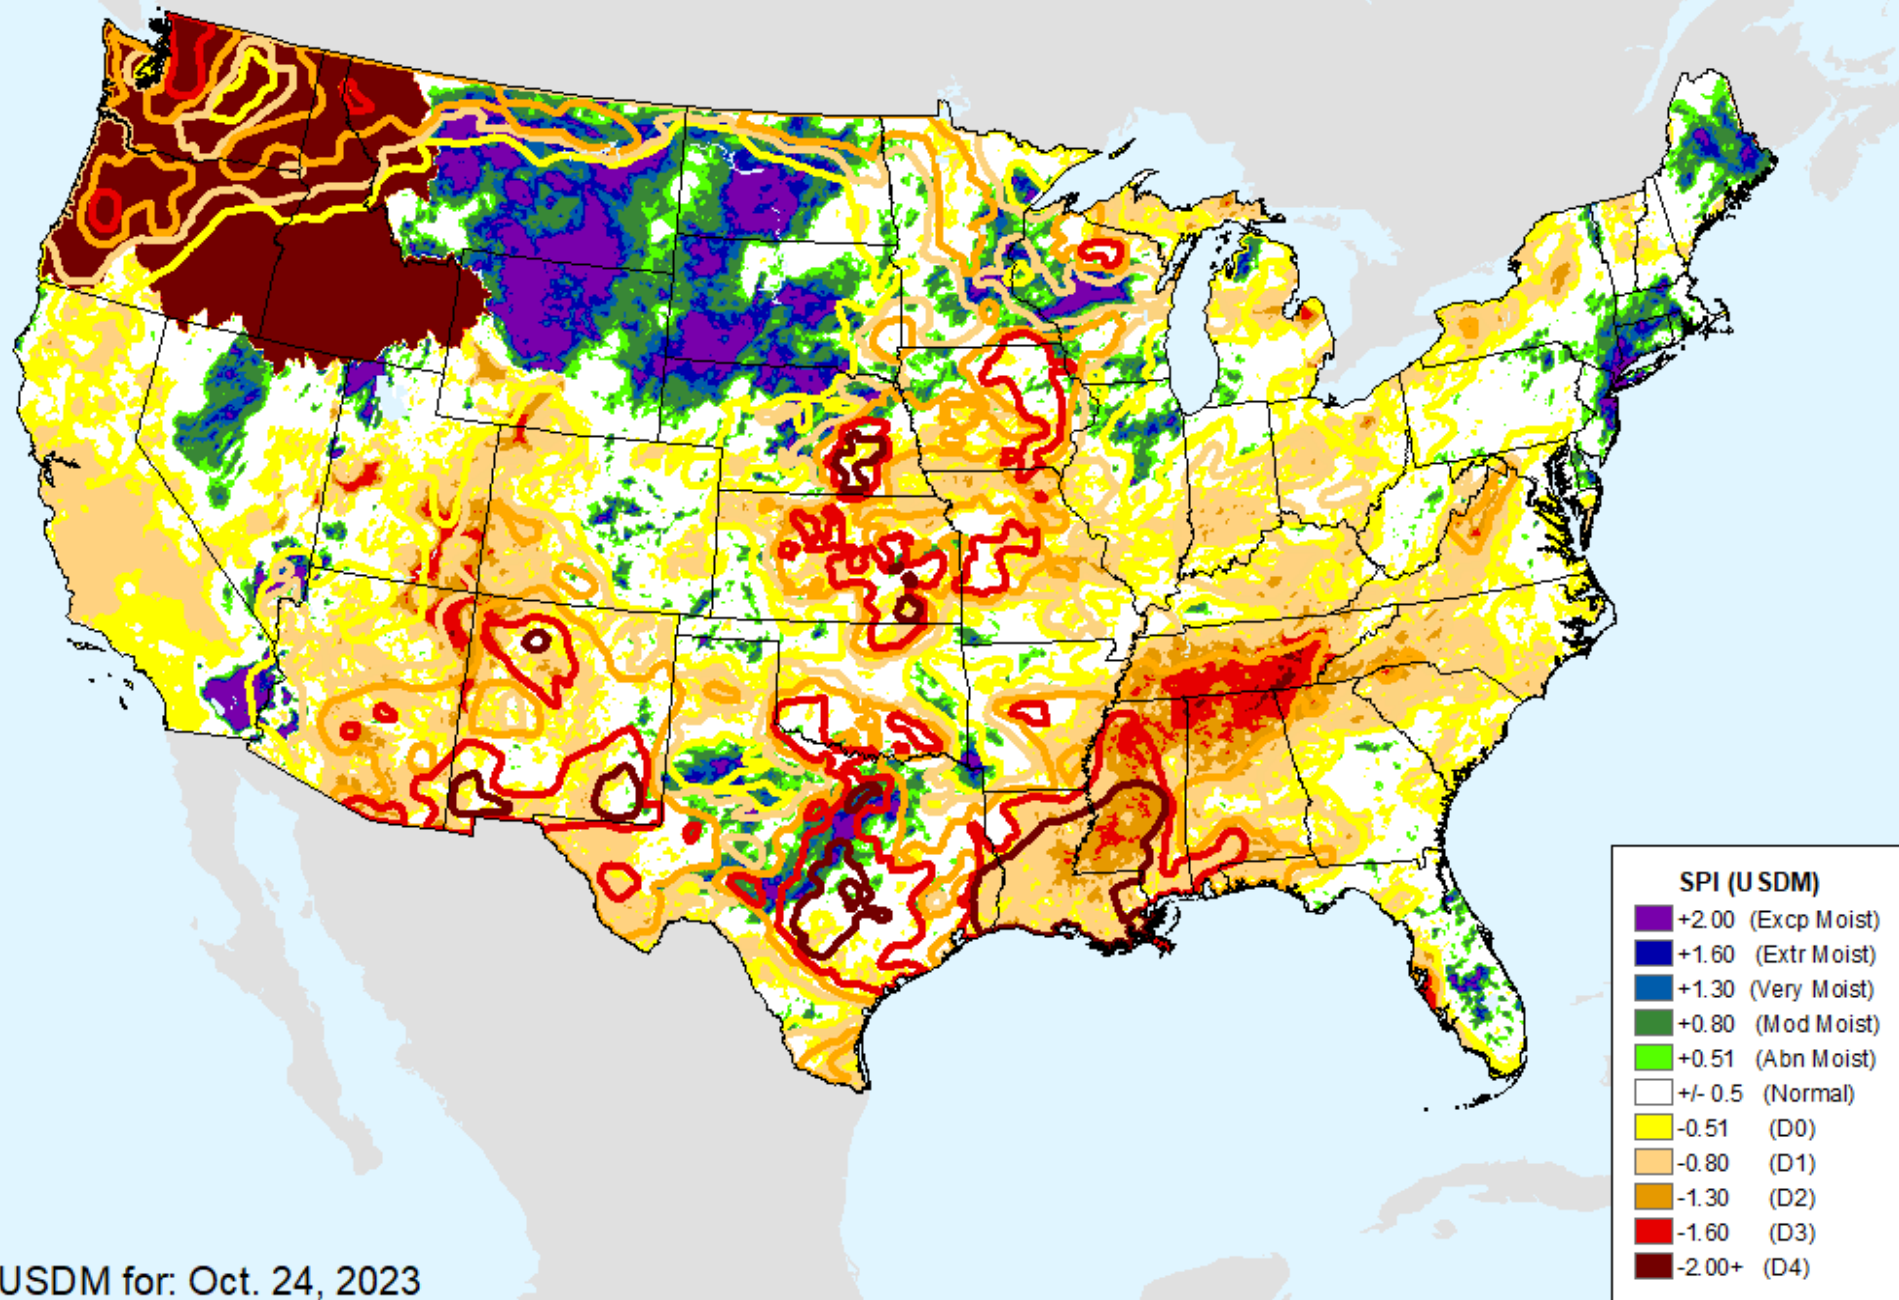 SPI (USDM)
+2.00 (Excp Moist)
+1.60 (Extr Moist)
+1.30 (Very Moist)
+0.80 (Mod Moist)
+0.51 (Abn Moist)
+/- 0.5 (Normal)
-0.51 (D0)
-0.80 (D1)
-1.30 (D2)
-1.60 (D3)
-2.00+ (D4)
USDM for: Oct. 24, 2023